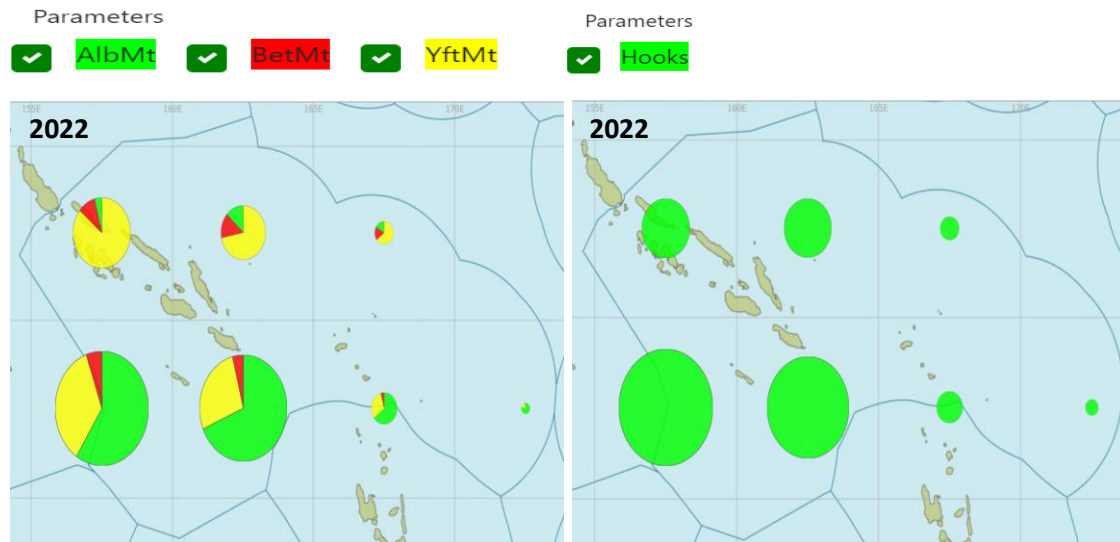 Parameters
AlbMt BetMt YftMt
155E 160E 165E 170E
2022
Parameters
Hooks
155E 160E 165E 170E
2022